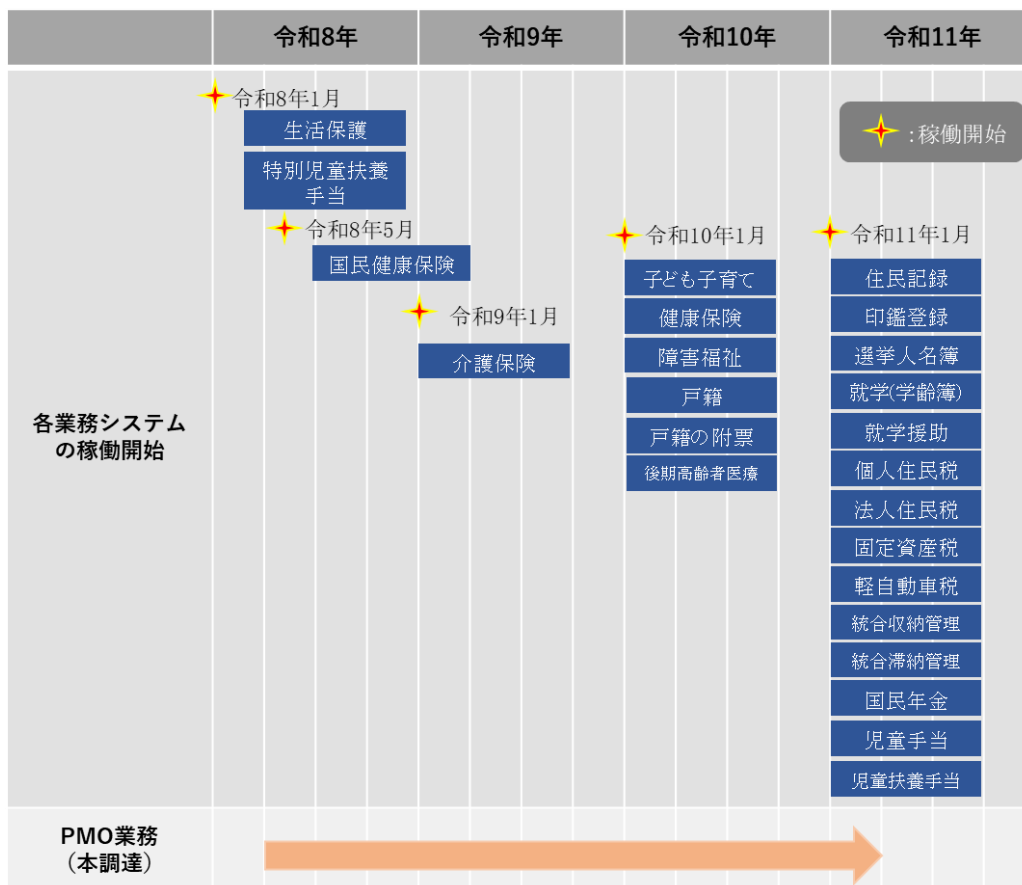 令和8年
令和9年
令和10年
令和11年
各業務システム
の稼働開始
令和8年1月
生活保護
特別児童扶養
手当
令和8年5月
国民健康保険
令和9年1月
介護保険
令和10年1月
子ども子育て
健康保険
障害福祉
戸籍
戸籍の附票
後期高齢者医療
:稼働開始
令和11年1月
住民記録
印鑑登録
選挙人名簿
就学(学齢簿)
就学援助
個人住民税
法人住民税
固定資産税
軽自動車税
統合収納管理
統合滞納管理
国民年金
児童手当
児童扶養手当
PMO業務
(本調達)